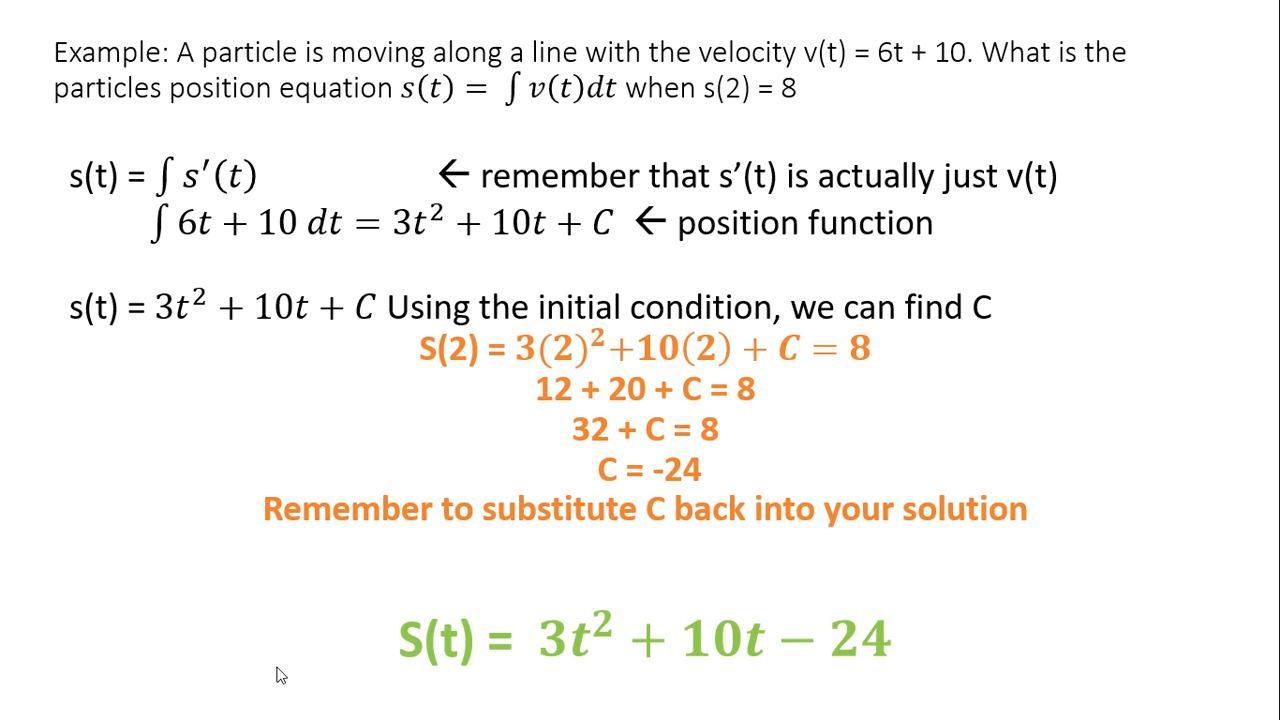 Example: A particle is moving along a line with the velocity v(t) = 6t + 10. What is the
particles position equation s(t) = ∫ v(t)dt when s(2) = 8
s(t) = ∫ s′(t) ← remember that s’(t) is actually just v(t)
∫ 6t + 10 dt = 3t² + 10t + C ← position function
s(t) = 3t² + 10t + C Using the initial condition, we can find C
S(2) = 3(2)²+10(2) + C = 8
12 + 20 + C = 8
32 + C = 8
C = -24
Remember to substitute C back into your solution
S(t) = 3t² + 10t − 24